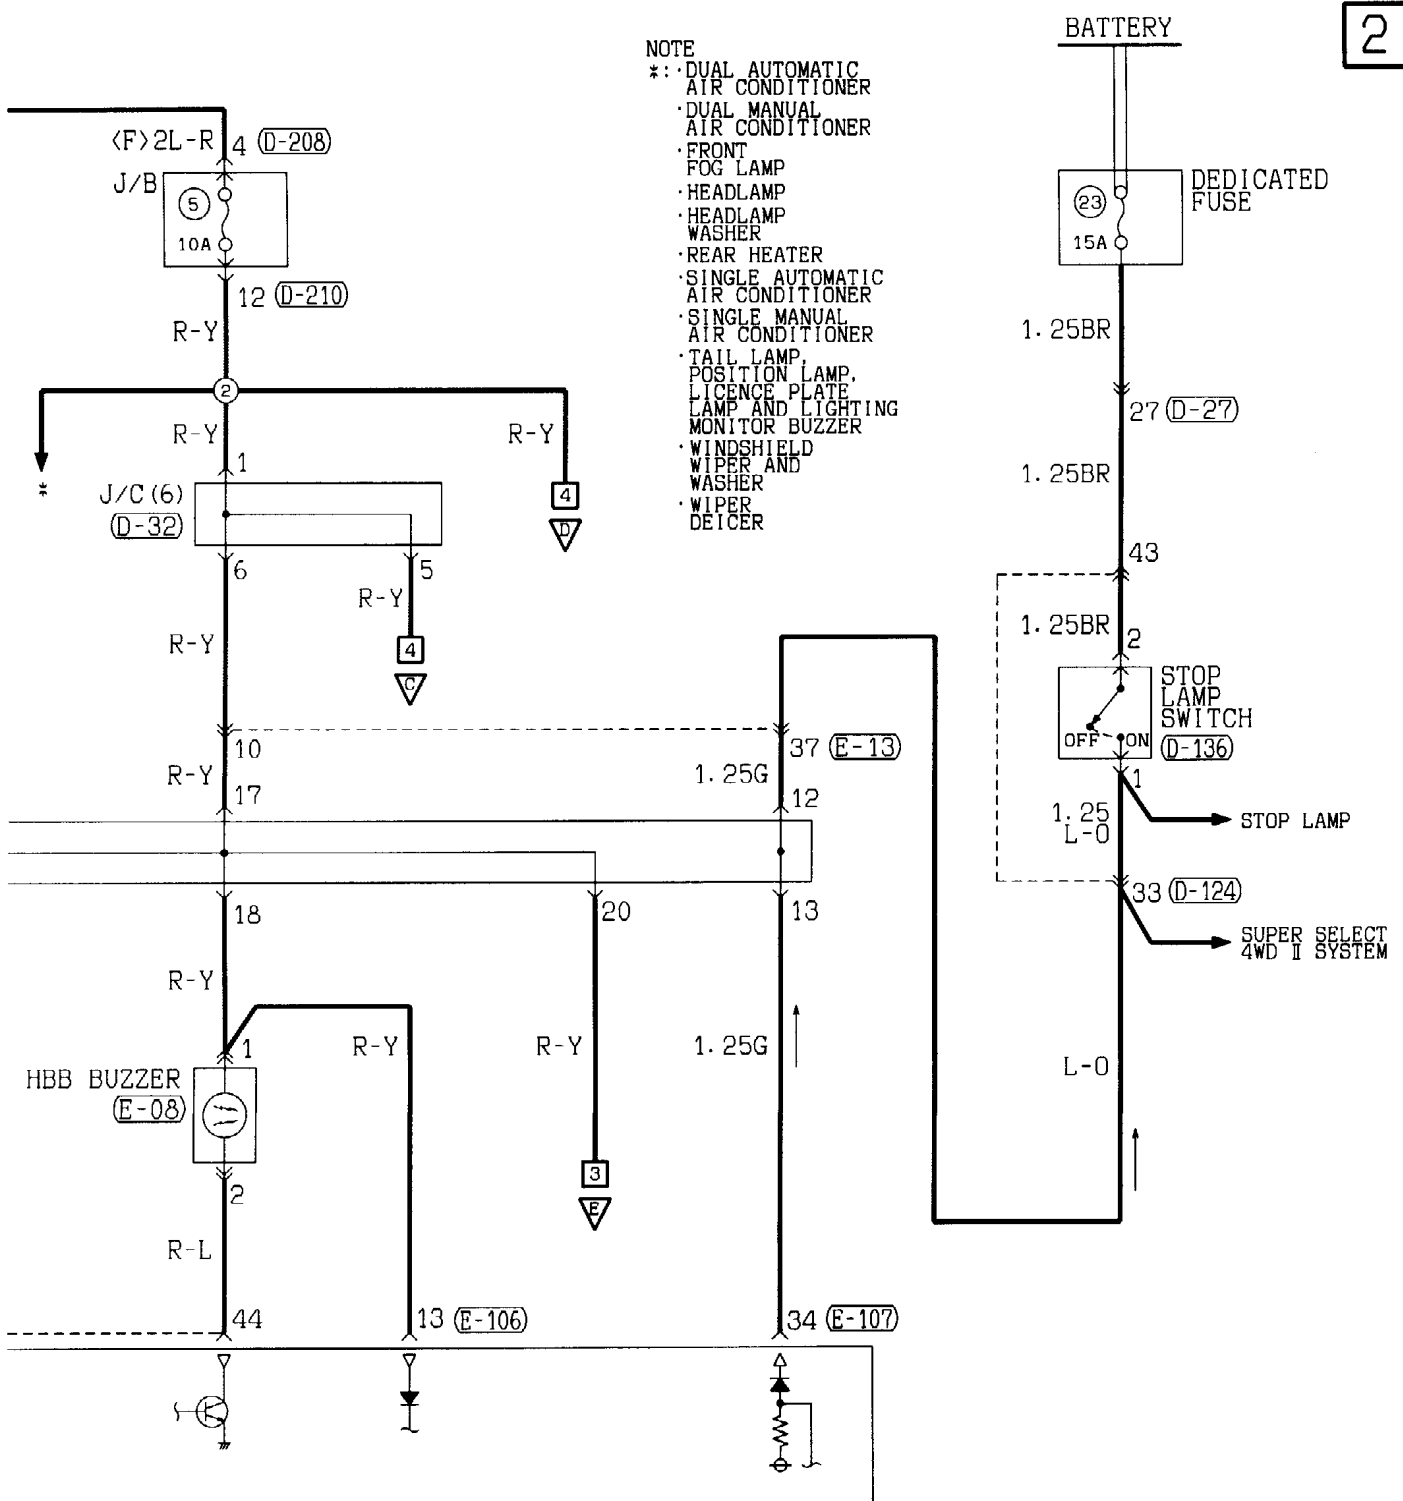 BATTERY
2
NOTE
*:·DUAL AUTOMATIC
AIR CONDITIONER
·DUAL MANUAL
AIR CONDITIONER
·FRONT
FOG LAMP
·HEADLAMP
·HEADLAMP
WASHER
·REAR HEATER
·SINGLE AUTOMATIC
AIR CONDITIONER
·SINGLE MANUAL
AIR CONDITIONER
·TAIL LAMP,
POSITION LAMP,
LICENCE PLATE
LAMP AND LIGHTING
MONITOR BUZZER
·WINDSHIELD
WIPER AND
WASHER
·WIPER
DEICER
<F>2L-R 4 (D-208)
J/B
5
10A
DEDICATED
FUSE
23
15A
12 (D-210)
R-Y
1.25BR
2
27 (D-27)
R-Y
R-Y
*
1
1.25BR
J/C(6)
(D-32)
4
D
43
6
5
R-Y
1.25BR 2
R-Y
4
C
STOP
LAMP
SWITCH
(D-136)
OFF ON
10
37 (E-13)
R-Y
1.25G
17
12
1
1.25
L-O
STOP LAMP
18
20
13
33 (D-124)
SUPER SELECT
4WD II SYSTEM
R-Y
1
R-Y
R-Y
1.25G
L-O
HBB BUZZER
(E-08)
2
3
E
R-L
44
13 (E-106)
34 (E-107)